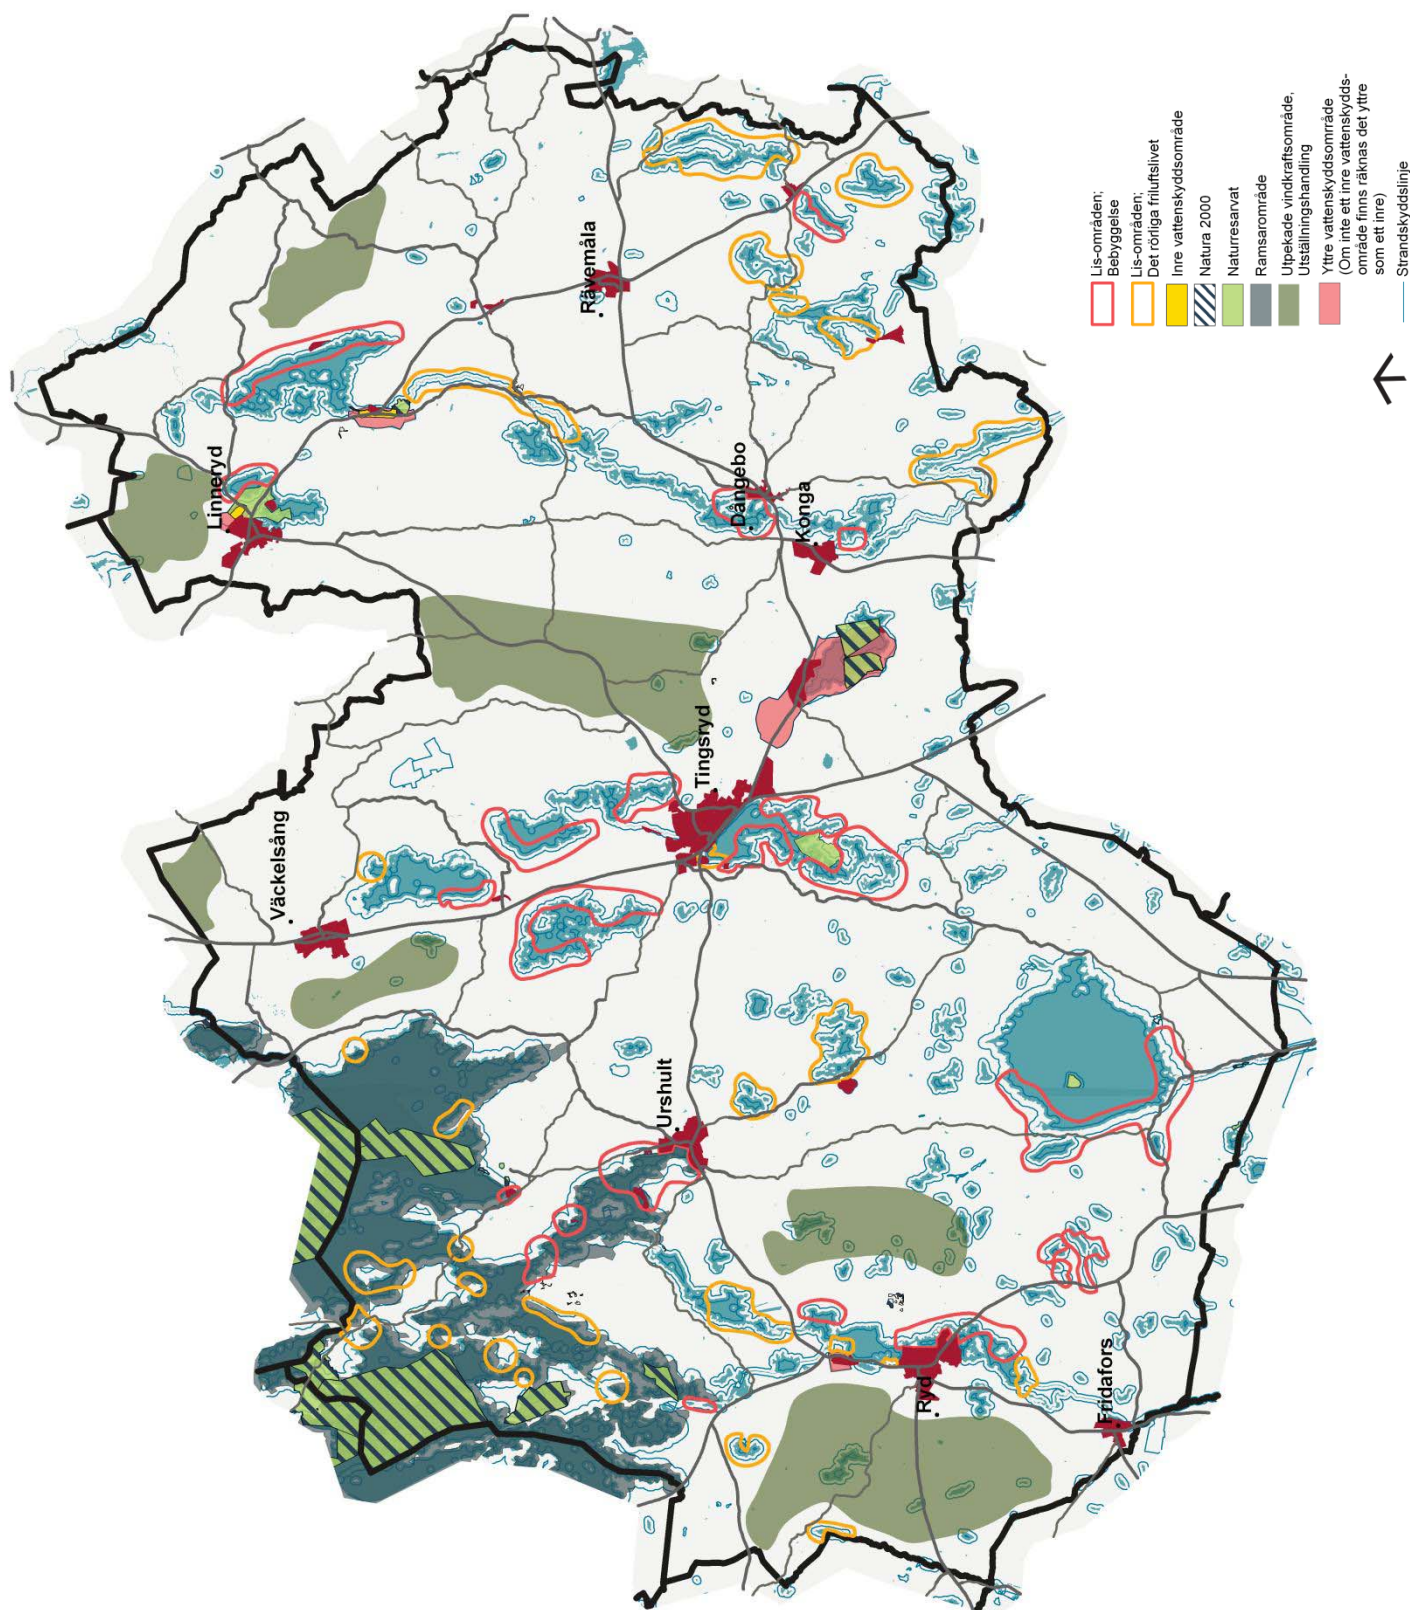 Linneryd
Rävemåla
Dångebo
Konga
Väckelsång
Tingsryd
Urshult
Ryd
Fridafors
Lis-områden;
Bebyggelse
Lis-områden;
Det rörliga friluftslivet
Inre vattenskyddsområde
Natura 2000
Naturresarvat
Ramsarområde
Utpekade vindkraftsområde,
Utställningshandling
Yttre vattenskyddsområde
(Om inte ett inre vattenskydds-
område finns räknas det yttre
som ett inre)
Strandskyddslinje